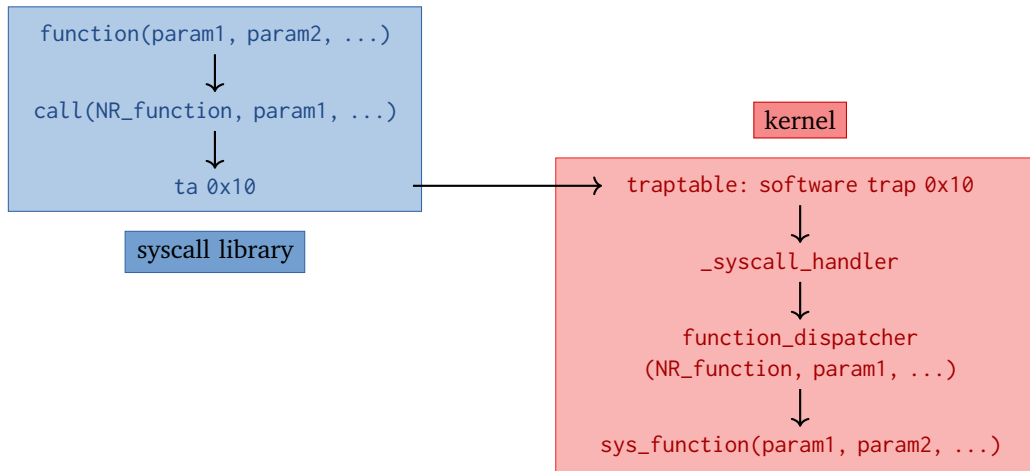 function(param1, param2, ...)
call(NR_function, param1, ...)
ta 0x10
syscall library
kernel
traptable: software trap 0x10
_syscall_handler
function_dispatcher
(NR_function, param1, ...)
sys_function(param1, param2, ...)